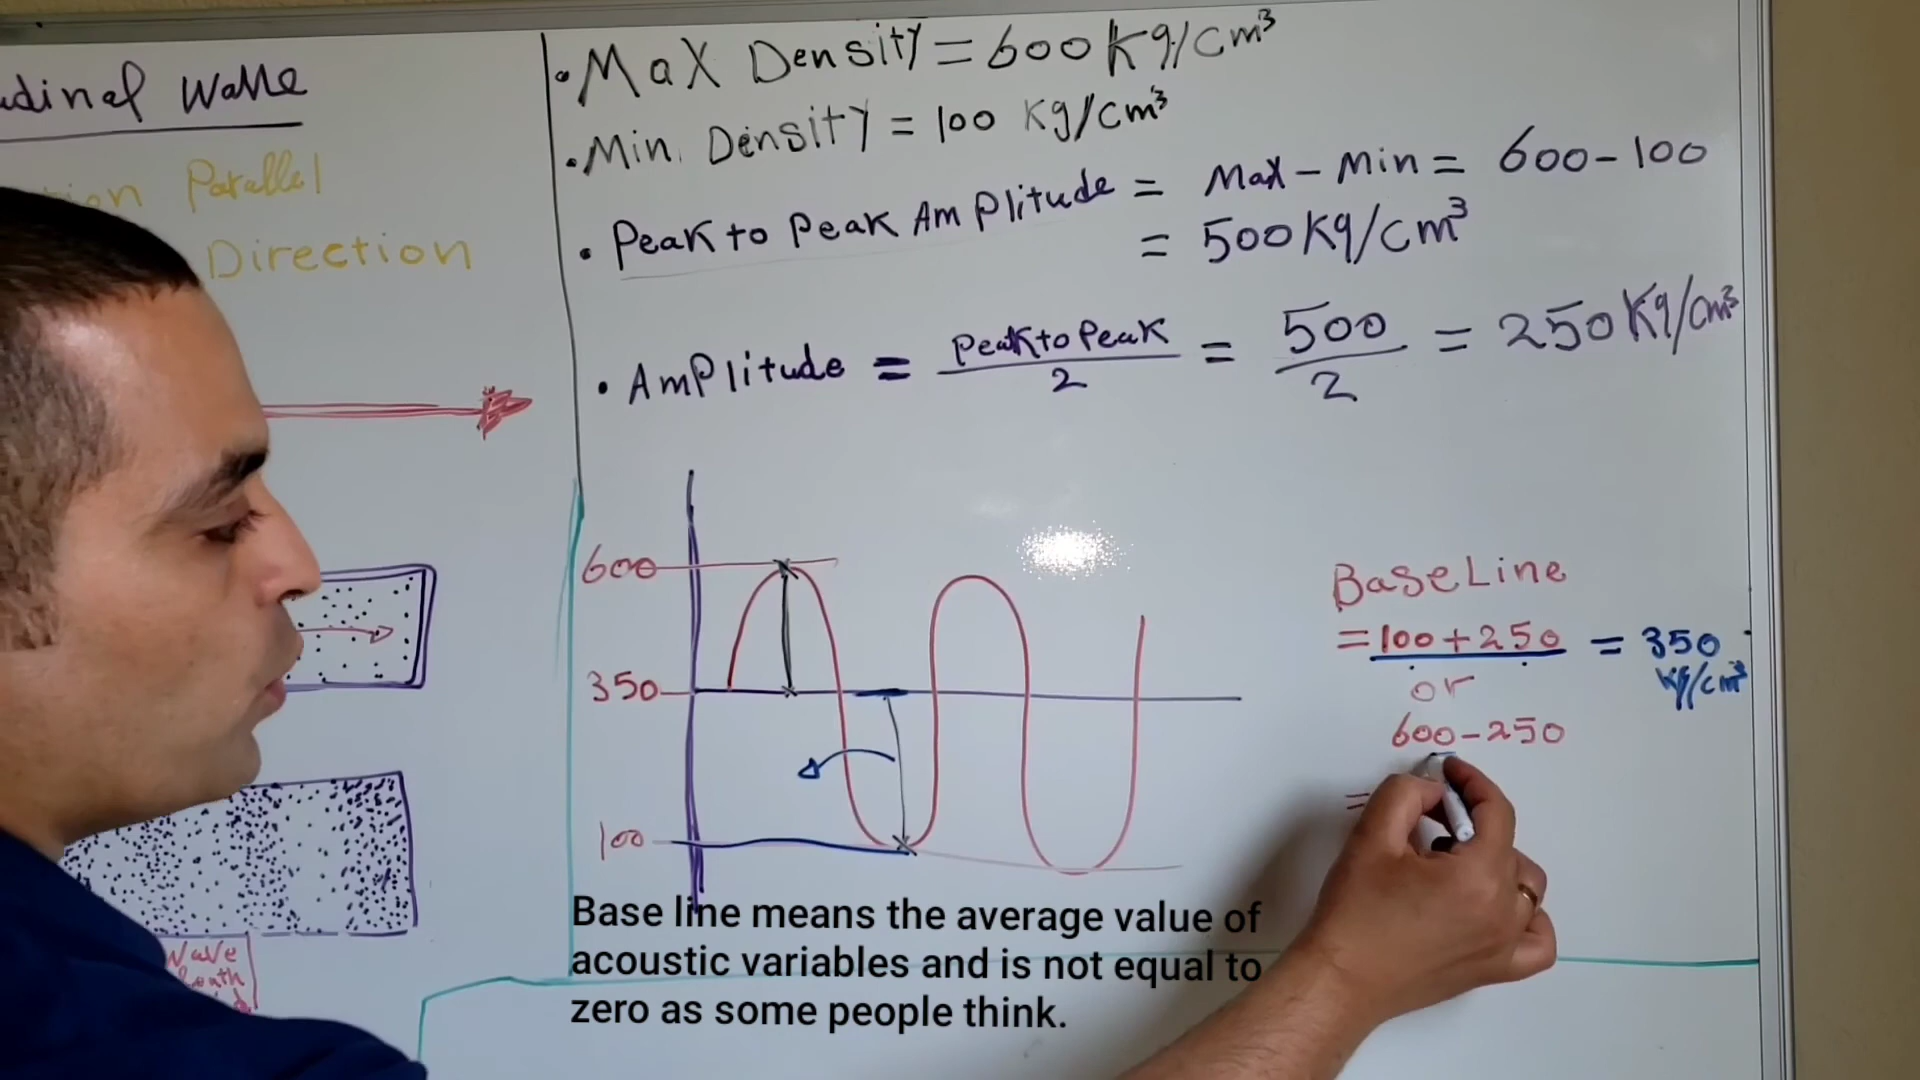 udinal Wave
tion Parallel
Direction
• Max Density = 600 Kg/cm³
• Min. Density = 100 Kg/cm³
• Peak to Peak Amplitude = Max - Min = 600 - 100
= 500 Kg/cm³
• Amplitude = Peak to Peak / 2 = 500 / 2 = 250 Kg/cm³
600
350
100
Base Line
= 100 + 250 = 350
Kg/cm³
or
600 - 250
=
Wave
Base line means the average value of
acoustic variables and is not equal to
zero as some people think.